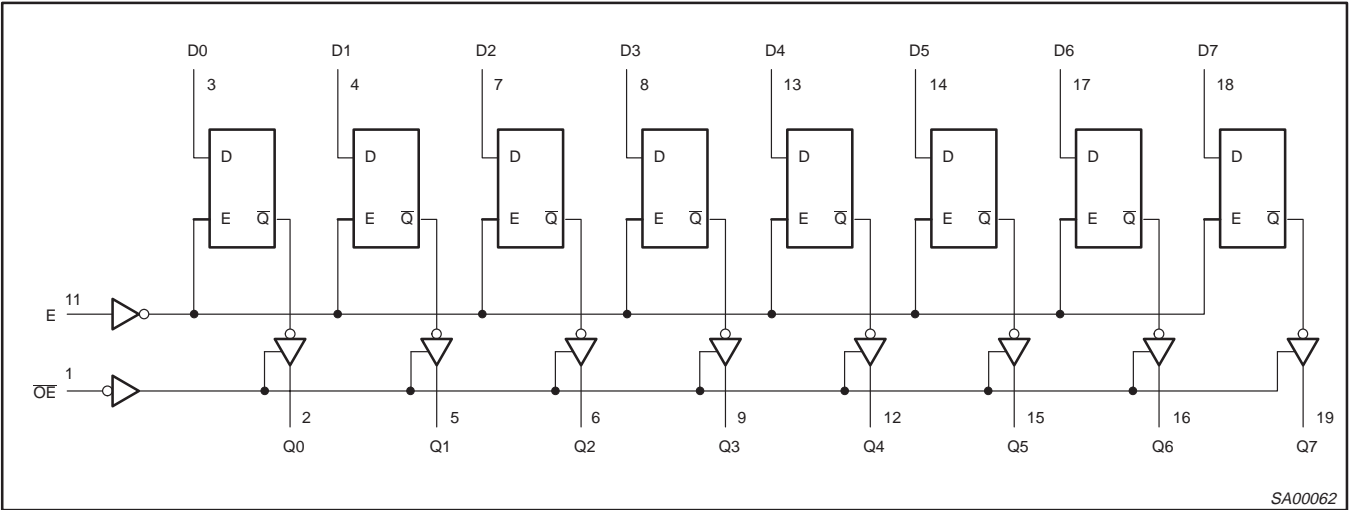 D0 D1 D2 D3 D4 D5 D6 D7
3 4 7 8 13 14 17 18
D D D D D D D D
E Q̅ E Q̅ E Q̅ E Q̅ E Q̅ E Q̅ E Q̅ E Q̅
11
E
1
O̅E̅
2 5 6 9 12 15 16 19
Q0 Q1 Q2 Q3 Q4 Q5 Q6 Q7
SA00062